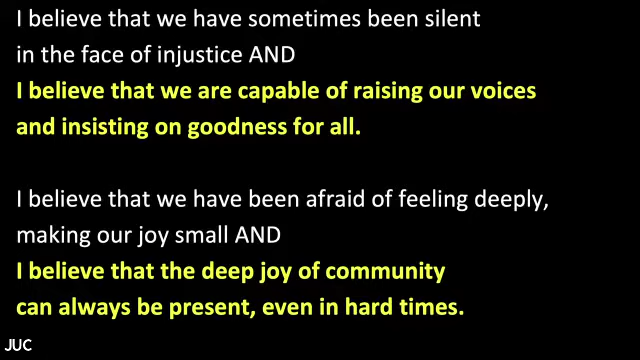 I believe that we have sometimes been silent
in the face of injustice AND
I believe that we are capable of raising our voices
and insisting on goodness for all.
I believe that we have been afraid of feeling deeply,
making our joy small AND
I believe that the deep joy of community
can always be present, even in hard times.
JUC